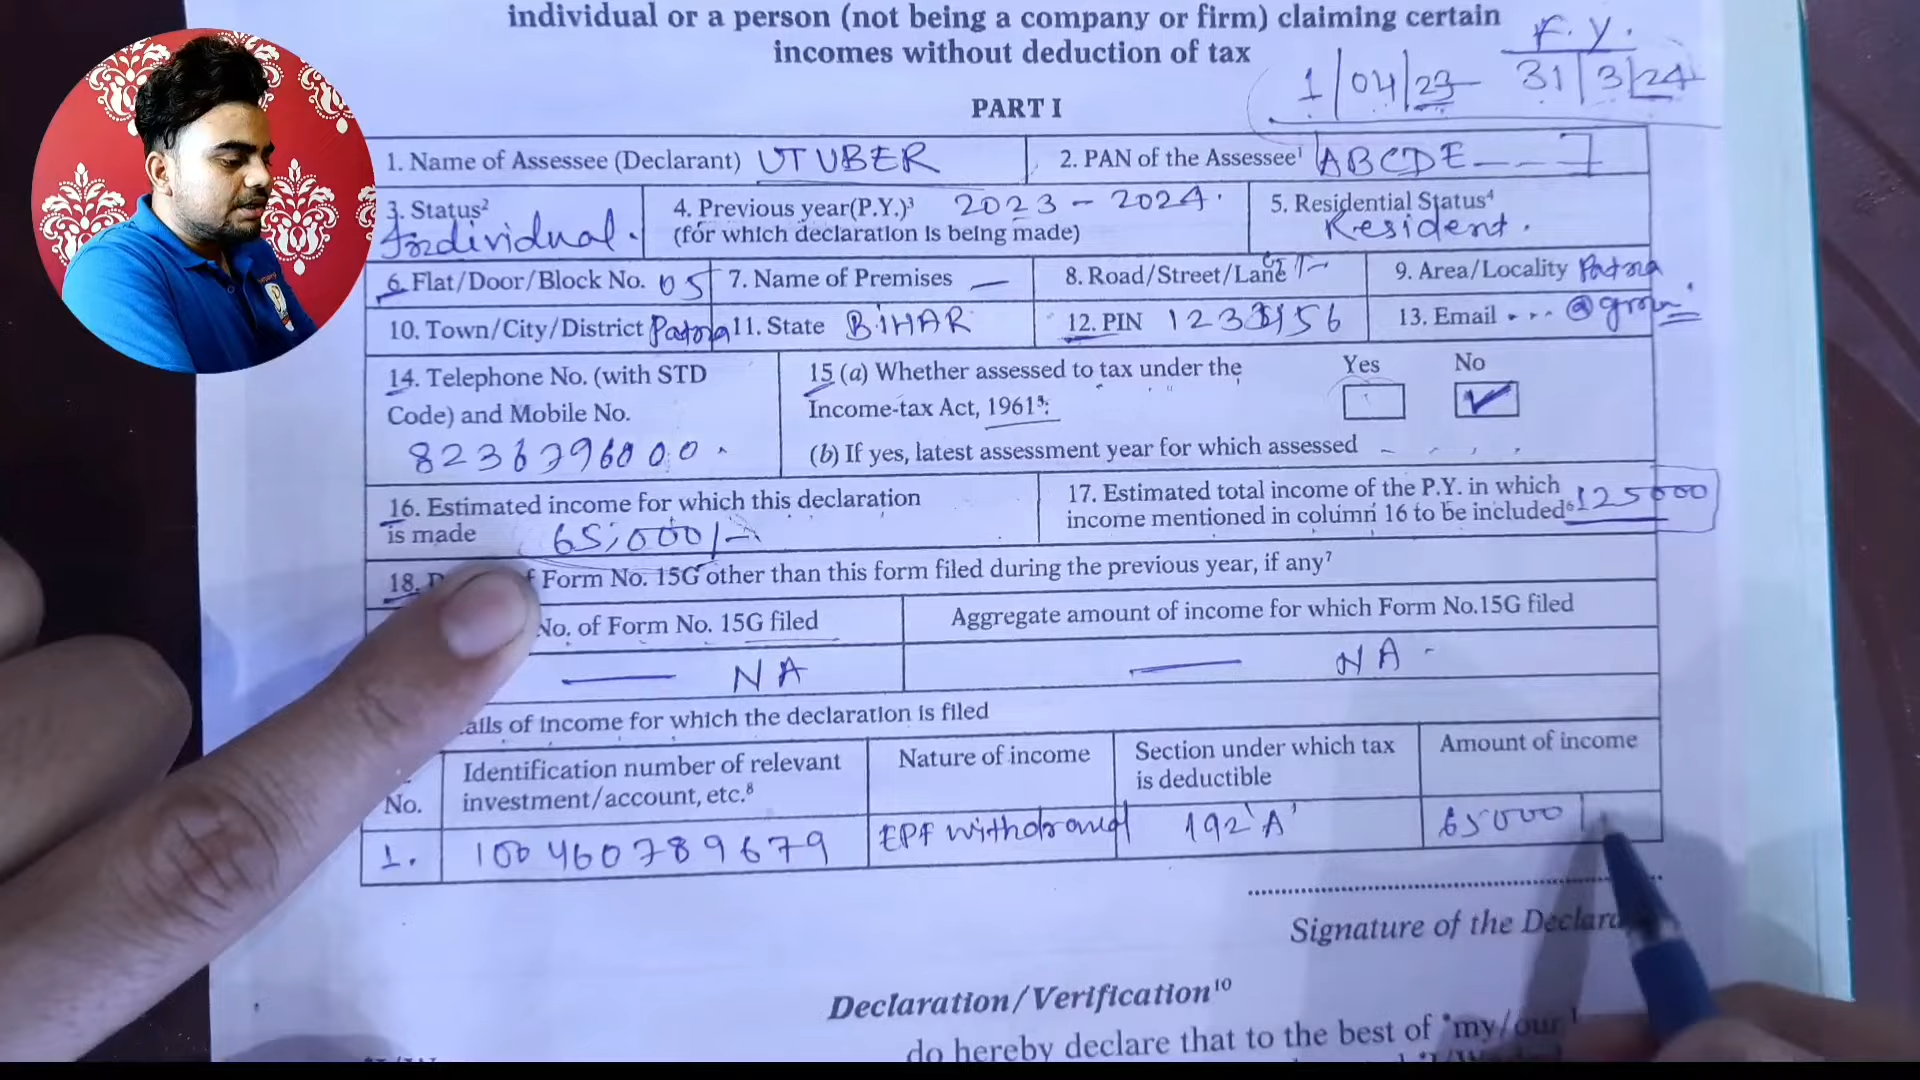 individual or a person (not being a company or firm) claiming certain
incomes without deduction of tax
F.Y.
1/04/23 31/3/24
PART I
1. Name of Assessee (Declarant) UTUBER
2. PAN of the Assessee¹ ABCDE---7
3. Status² Individual.
4. Previous year(P.Y.)³ 2023-2024.
(for which declaration is being made)
5. Residential Status⁴
Resident.
6. Flat/Door/Block No. 05
7. Name of Premises —
8. Road/Street/Lane
9. Area/Locality Patna
10. Town/City/District Patna
11. State BIHAR
12. PIN
13. Email ... @gm
14. Telephone No. (with STD
Code) and Mobile No.
8236796000.
15 (a) Whether assessed to tax under the
Income-tax Act, 1961⁵:
Yes No
(b) If yes, latest assessment year for which assessed
16. Estimated income for which this declaration
is made 65,000/-
17. Estimated total income of the P.Y. in which
income mentioned in column 16 to be included⁶ 125000
18. Form No. 15G other than this form filed during the previous year, if any⁷
No. of Form No. 15G filed
Aggregate amount of income for which Form No.15G filed
— NA
— NA -
ails of income for which the declaration is filed
No.
Identification number of relevant
investment/account, etc.⁸
Nature of income
Section under which tax
is deductible
Amount of income
1. 100460789679 EPF withdrawal 192 'A' 65000
Signature of the Declar
Declaration/Verification¹⁰
do hereby declare that to the best of *my/our